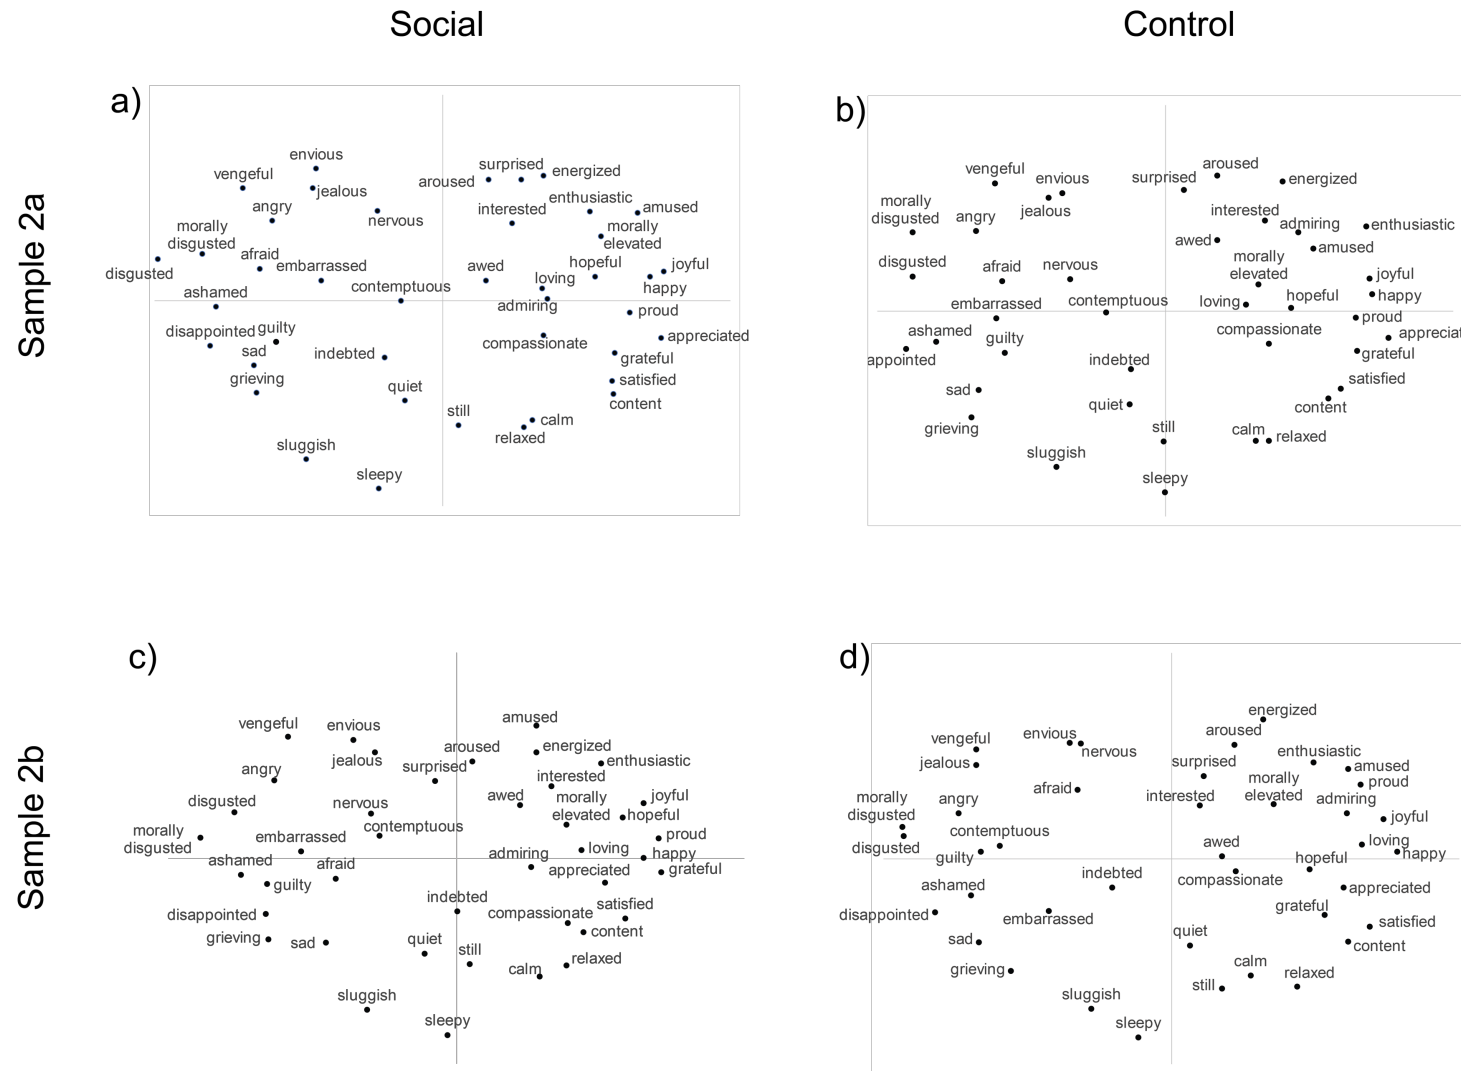 Social
Control
Sample 2a
a)
envious
vengeful
jealous
surprised
energized
aroused
angry
nervous
enthusiastic
interested
amused
morally
disgusted
morally
elevated
disgusted
afraid
embarrassed
awed
hopeful
joyful
loving
happy
ashamed
contemptuous
admiring
proud
disappointed
guilty
compassionate
appreciated
sad
indebted
grateful
grieving
quiet
satisfied
content
still
calm
relaxed
sluggish
sleepy
b)
vengeful
envious
surprised
aroused
energized
morally
disgusted
angry
jealous
interested
admiring
enthusiastic
awed
amused
morally
elevated
disgusted
afraid
nervous
joyful
embarrassed
contemptuous
loving
hopeful
happy
proud
ashamed
guilty
compassionate
appreciat
appointed
indebted
grateful
sad
quiet
satisfied
content
grieving
still
calm
relaxed
sluggish
sleepy
Sample 2b
c)
vengeful
envious
amused
jealous
aroused
energized
surprised
enthusiastic
angry
interested
disgusted
nervous
awed
morally
elevated
joyful
hopeful
morally
disgusted
embarrassed
contemptuous
proud
loving
happy
ashamed
afraid
admiring
grateful
guilty
appreciated
disappointed
indebted
compassionate
satisfied
grieving
sad
quiet
still
content
calm
relaxed
sluggish
sleepy
d)
energized
vengeful
envious
nervous
aroused
jealous
surprised
enthusiastic
amused
afraid
morally
elevated
proud
morally
disgusted
angry
interested
admiring
joyful
disgusted
contemptuous
guilty
awed
loving
happy
hopeful
ashamed
indebted
compassionate
appreciated
disappointed
embarrassed
grateful
satisfied
sad
quiet
content
grieving
calm
still
relaxed
sluggish
sleepy